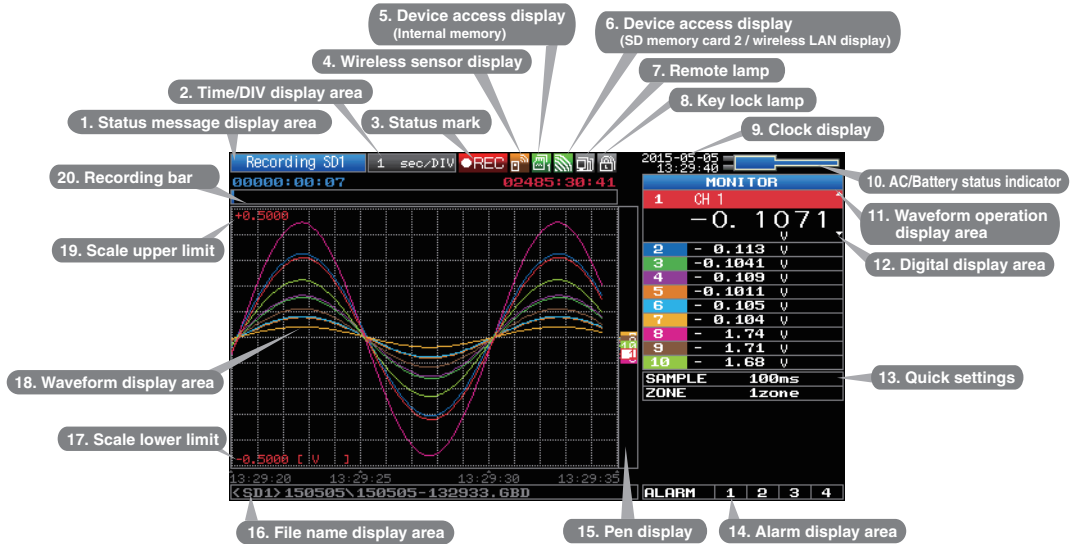 5. Device access display
(Internal memory)
6. Device access display
(SD memory card 2 / wireless LAN display)
4. Wireless sensor display
7. Remote lamp
2. Time/DIV display area
8. Key lock lamp
1. Status message display area
3. Status mark
9. Clock display
Recording SD1
1 sec/DIV
REC
2015-05-05
13:29:40
20. Recording bar
00000:00:07
02485:30:41
MONITOR
10. AC/Battery status indicator
1 CH 1
+0.5000
-0.1071
V
11. Waveform operation
display area
19. Scale upper limit
12. Digital display area
2 - 0.113 V
3 -0.1041 V
4 - 0.109 V
5 -0.1011 V
6 - 0.105 V
7 - 0.104 V
8 - 1.74 V
9 - 1.71 V
10 - 1.68 V
18. Waveform display area
SAMPLE 100ms
13. Quick settings
ZONE 1zone
17. Scale lower limit
-0.5000 [ V ]
13:29:20 13:29:25 13:29:30 13:29:35
<SD1>150505\150505-132933.GBD
ALARM 1 2 3 4
16. File name display area
15. Pen display
14. Alarm display area